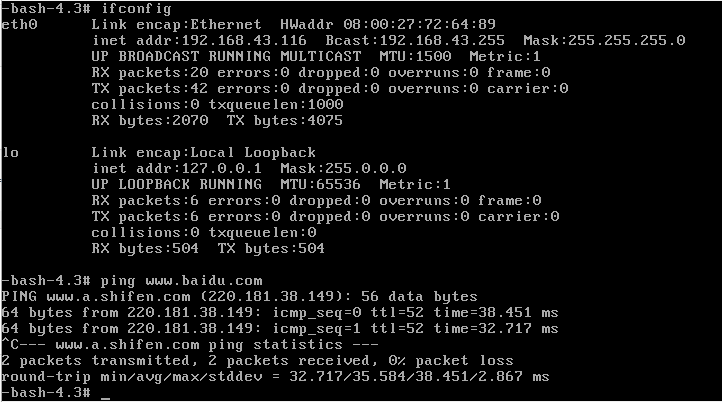 -bash-4.3# ifconfig
eth0      Link encap:Ethernet  HWaddr 08:00:27:72:64:89
          inet addr:192.168.43.116  Bcast:192.168.43.255  Mask:255.255.255.0
          UP BROADCAST RUNNING MULTICAST  MTU:1500  Metric:1
          RX packets:20 errors:0 dropped:0 overruns:0 frame:0
          TX packets:42 errors:0 dropped:0 overruns:0 carrier:0
          collisions:0 txqueuelen:1000
          RX bytes:2070  TX bytes:4075

lo        Link encap:Local Loopback
          inet addr:127.0.0.1  Mask:255.0.0.0
          UP LOOPBACK RUNNING  MTU:65536  Metric:1
          RX packets:6 errors:0 dropped:0 overruns:0 frame:0
          TX packets:6 errors:0 dropped:0 overruns:0 carrier:0
          collisions:0 txqueuelen:0
          RX bytes:504  TX bytes:504

-bash-4.3# ping www.baidu.com
PING www.a.shifen.com (220.181.38.149): 56 data bytes
64 bytes from 220.181.38.149: icmp_seq=0 ttl=52 time=38.451 ms
64 bytes from 220.181.38.149: icmp_seq=1 ttl=52 time=32.717 ms
^C--- www.a.shifen.com ping statistics ---
2 packets transmitted, 2 packets received, 0% packet loss
round-trip min/avg/max/stddev = 32.717/35.584/38.451/2.867 ms
-bash-4.3# _